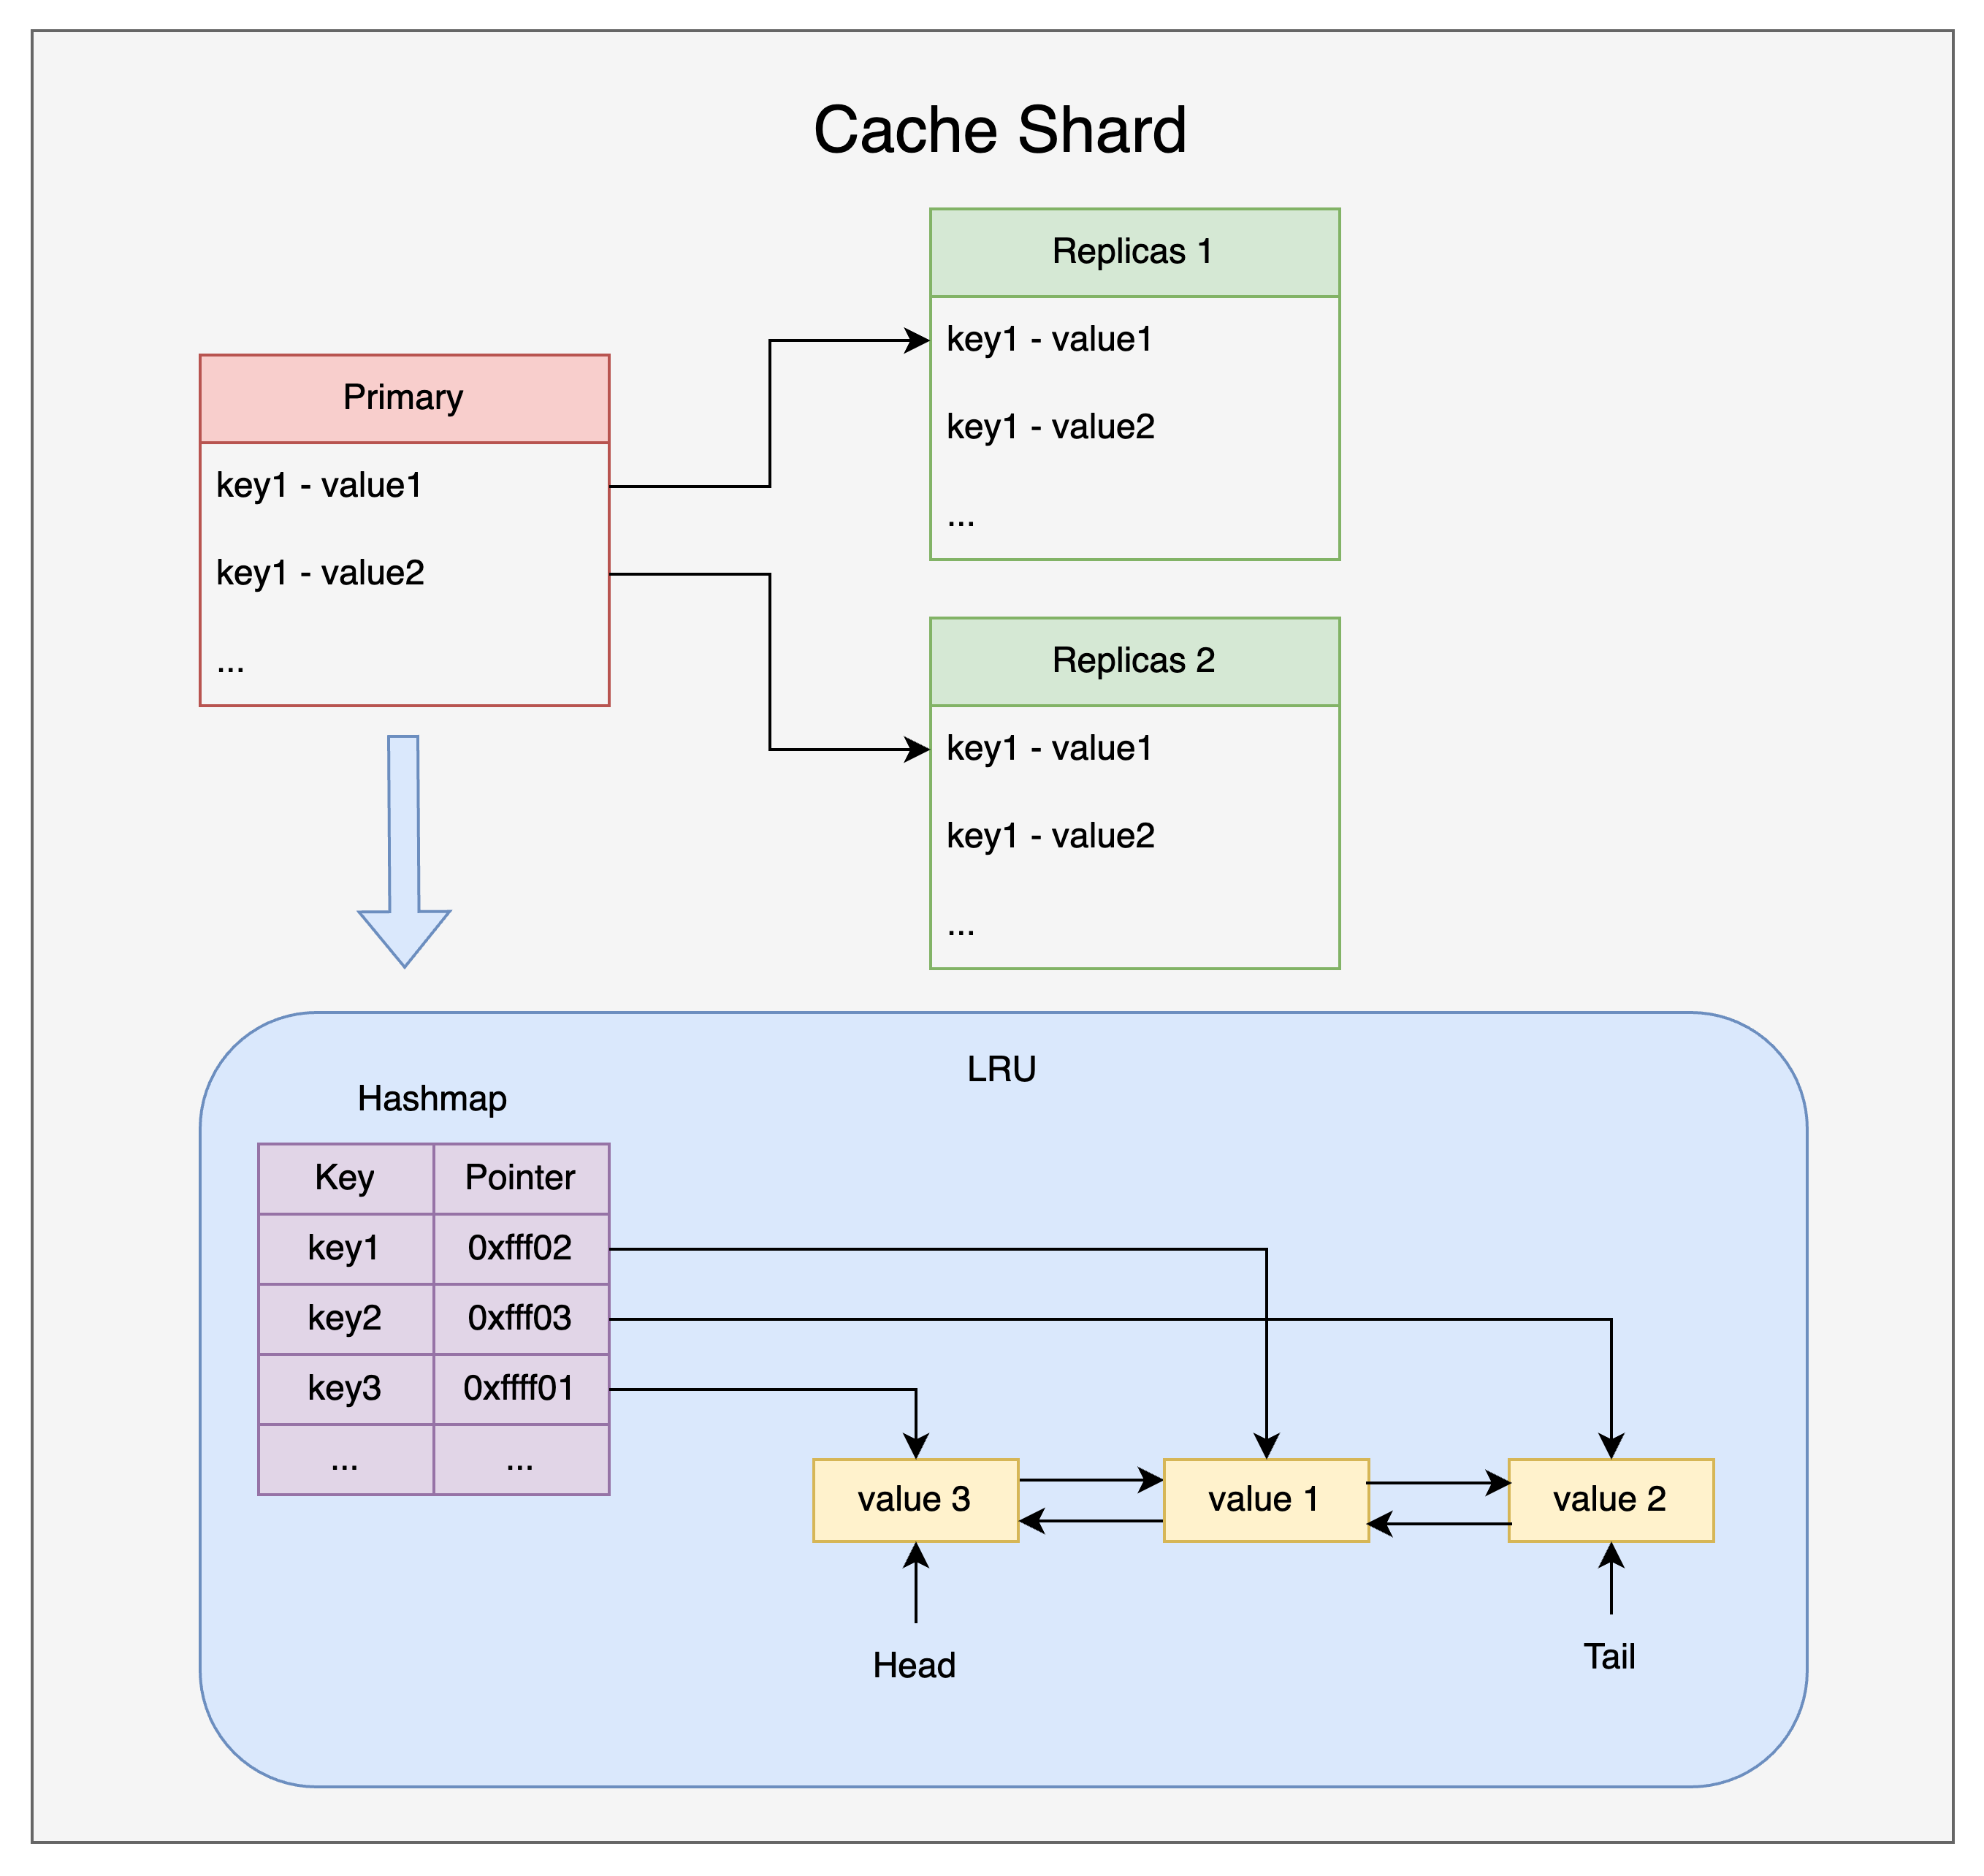 Cache Shard
Primary
key1 - value1
key1 - value2
...
Replicas 1
key1 - value1
key1 - value2
...
Replicas 2
key1 - value1
key1 - value2
...
LRU
Hashmap
Key Pointer
key1 0xfff02
key2 0xfff03
key3 0xffff01
... ...
value 3 value 1 value 2
Head Tail